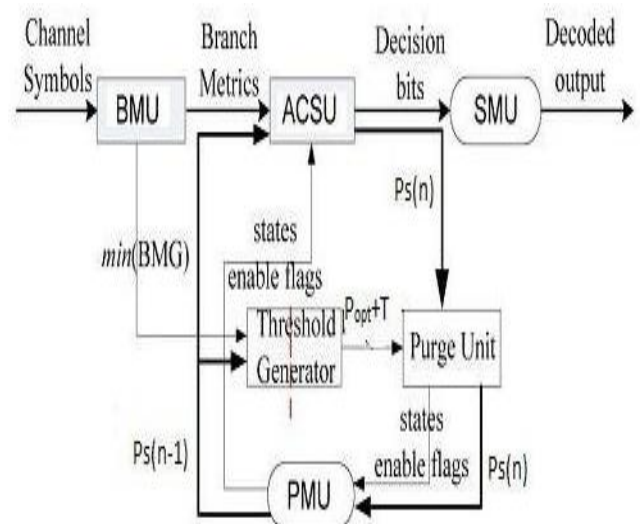 Channel
Symbols
Branch
Metrics
Decision
bits
Decoded
output
BMU
ACSU
SMU
Ps(n)
min(BMG)
states
enable flags
Threshold
Generator
Popt+T
Purge Unit
states
enable flags
Ps(n-1)
Ps(n)
PMU